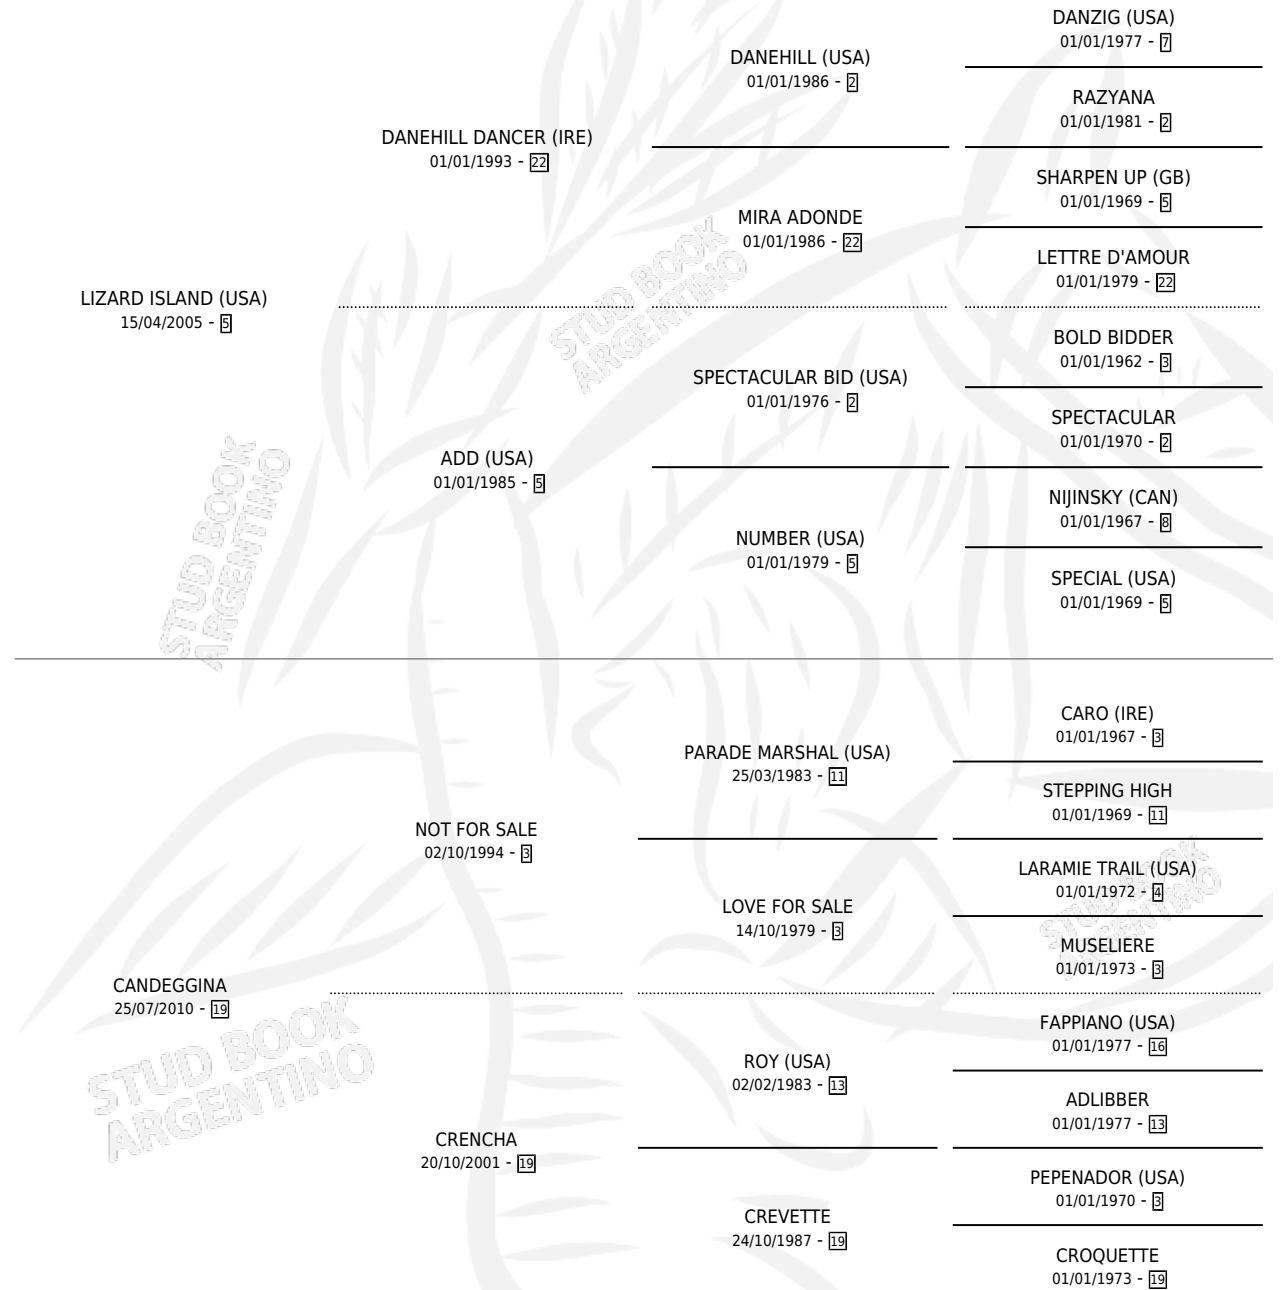 DANZIG (USA)
01/01/1977 - 7
DANEHILL (USA)
01/01/1986 - 2
RAZYANA
01/01/1981 - 2
DANEHILL DANCER (IRE)
01/01/1993 - 22
SHARPEN UP (GB)
01/01/1969 - 5
MIRA ADONDE
01/01/1986 - 22
LETTRE D'AMOUR
01/01/1979 - 22
LIZARD ISLAND (USA)
15/04/2005 - 5
BOLD BIDDER
01/01/1962 - 3
SPECTACULAR BID (USA)
01/01/1976 - 2
SPECTACULAR
01/01/1970 - 2
ADD (USA)
01/01/1985 - 5
NIJINSKY (CAN)
01/01/1967 - 8
NUMBER (USA)
01/01/1979 - 5
SPECIAL (USA)
01/01/1969 - 5
CARO (IRE)
01/01/1967 - 3
PARADE MARSHAL (USA)
25/03/1983 - 11
STEPPING HIGH
01/01/1969 - 11
NOT FOR SALE
02/10/1994 - 3
LARAMIE TRAIL (USA)
01/01/1972 - 4
LOVE FOR SALE
14/10/1979 - 3
MUSELIERE
01/01/1973 - 3
CANDEGGINA
25/07/2010 - 19
FAPPIANO (USA)
01/01/1977 - 16
ROY (USA)
02/02/1983 - 13
ADLIBBER
01/01/1977 - 13
CRENCHA
20/10/2001 - 19
PEPENADOR (USA)
01/01/1970 - 3
CREVETTE
24/10/1987 - 19
CROQUETTE
01/01/1973 - 19
STUD BOOK
ARGENTINO
STUD BOOK
ARGENTINO
STUD BOOK
ARGENTINO
STUD BOOK
ARGENTINO